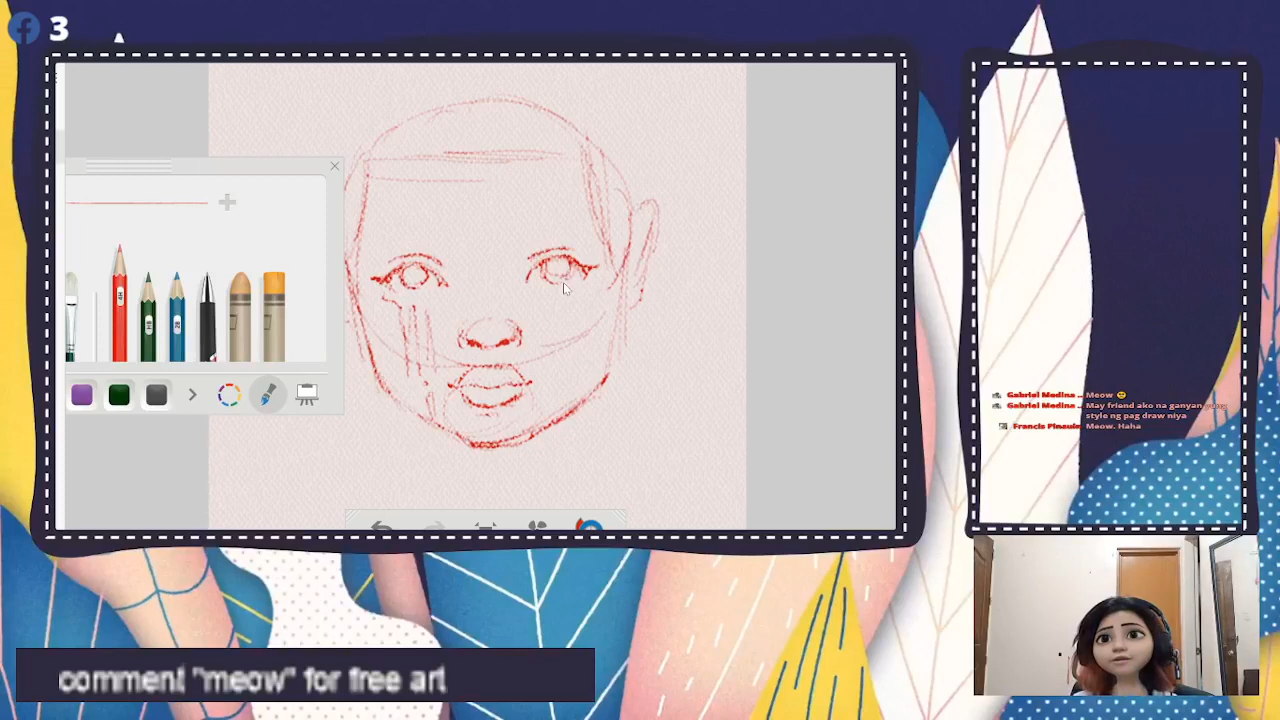 3
Gabriel Medina .. Meow
Gabriel Medina .. May friend ako na ganyan
style ng pag draw niya
Francis Pinauin Meow. Haha
comment "meow" for free art